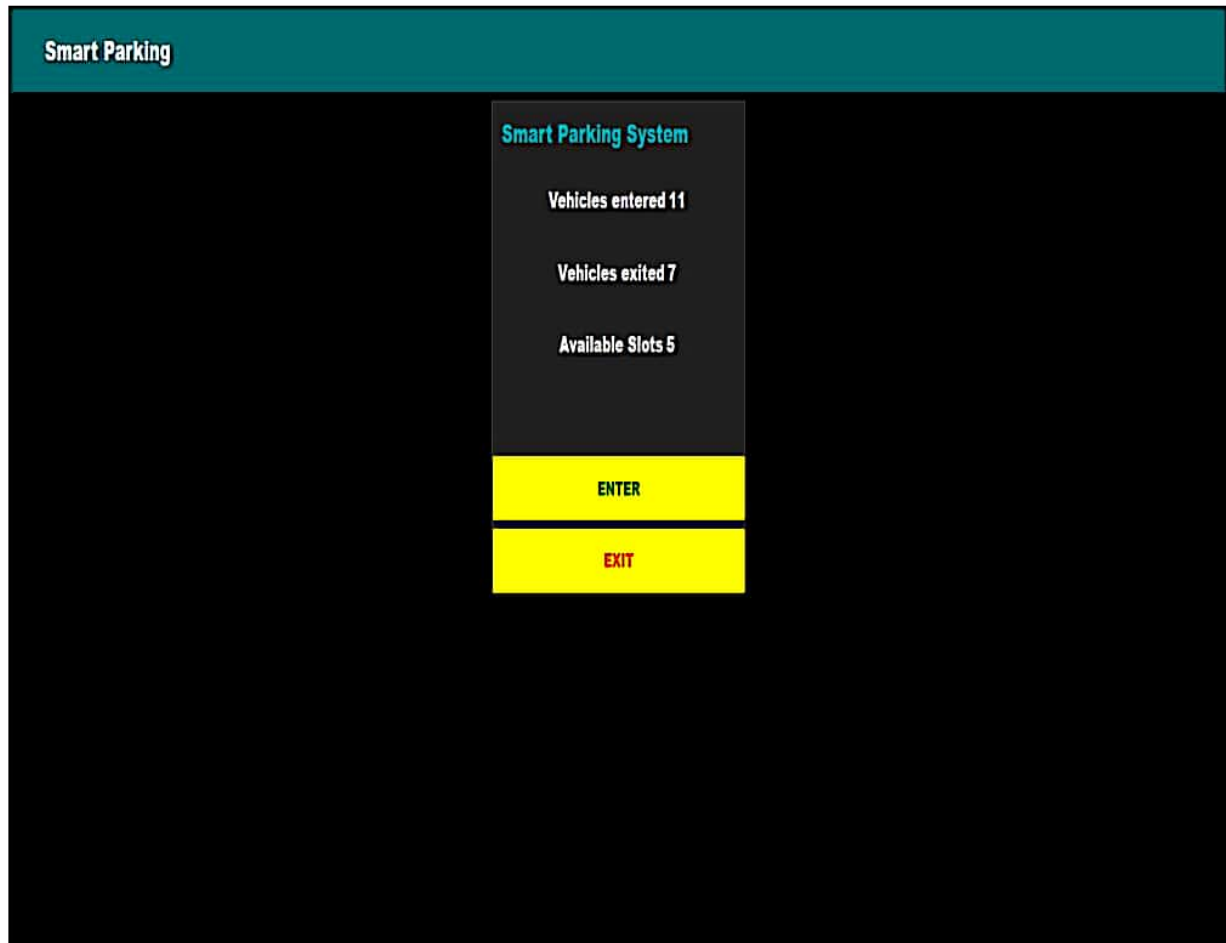 Smart Parking
Smart Parking System
Vehicles entered 11
Vehicles exited 7
Available Slots 5
ENTER
EXIT